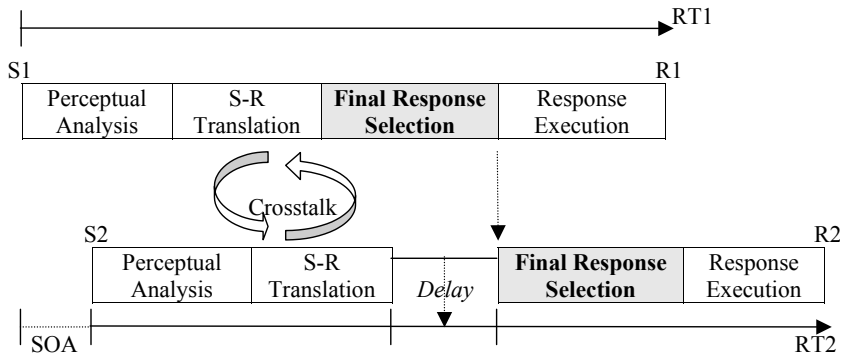 RT1
S1 R1
Perceptual S-R Final Response Response
Analysis Translation Selection Execution
Crosstalk
S2 R2
Perceptual S-R Final Response Response
Analysis Translation Delay Selection Execution
SOA RT2